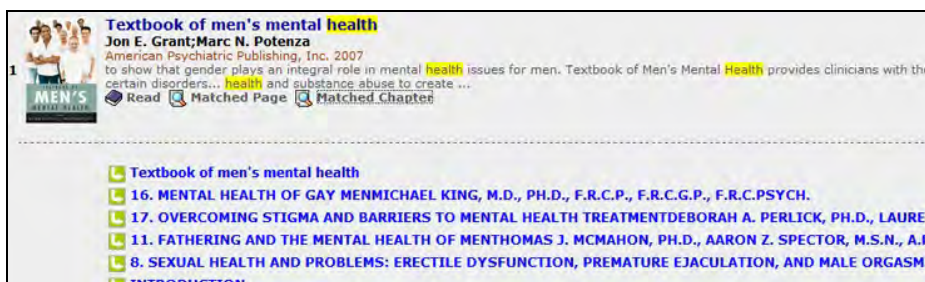 Textbook of men's mental health
Jon E. Grant;Marc N. Potenza
American Psychiatric Publishing, Inc. 2007
1
to show that gender plays an integral role in mental health issues for men. Textbook of Men's Mental Health provides clinicians with the
certain disorders... health and substance abuse to create ...
MEN'S
MENTAL HEALTH
Read Matched Page Matched Chapter
Textbook of men's mental health
16. MENTAL HEALTH OF GAY MENMICHAEL KING, M.D., PH.D., F.R.C.P., F.R.C.G.P., F.R.C.PSYCH.
17. OVERCOMING STIGMA AND BARRIERS TO MENTAL HEALTH TREATMENTDEBORAH A. PERLICK, PH.D., LAURE
11. FATHERING AND THE MENTAL HEALTH OF MENTHOMAS J. MCMAHON, PH.D., AARON Z. SPECTOR, M.S.N., A.
8. SEXUAL HEALTH AND PROBLEMS: ERECTILE DYSFUNCTION, PREMATURE EJACULATION, AND MALE ORGASM
INTRODUCTION